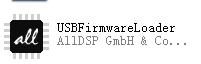 all
USBFirmwareLoader
AllDSP GmbH & Co...